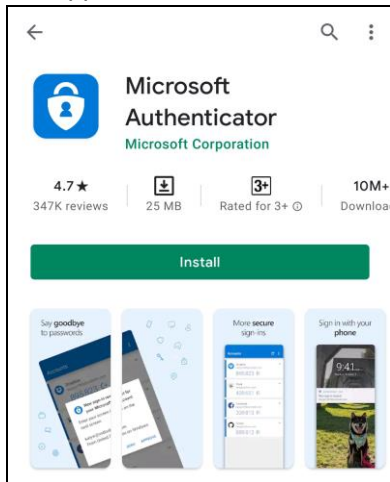 Microsoft
Authenticator
Microsoft Corporation
4.7★
347K reviews
25 MB
3+
Rated for 3+
10M+
Downloa
Install
Say goodbye
to passwords
More secure
sign-ins
Sign in with your
phone
9:41